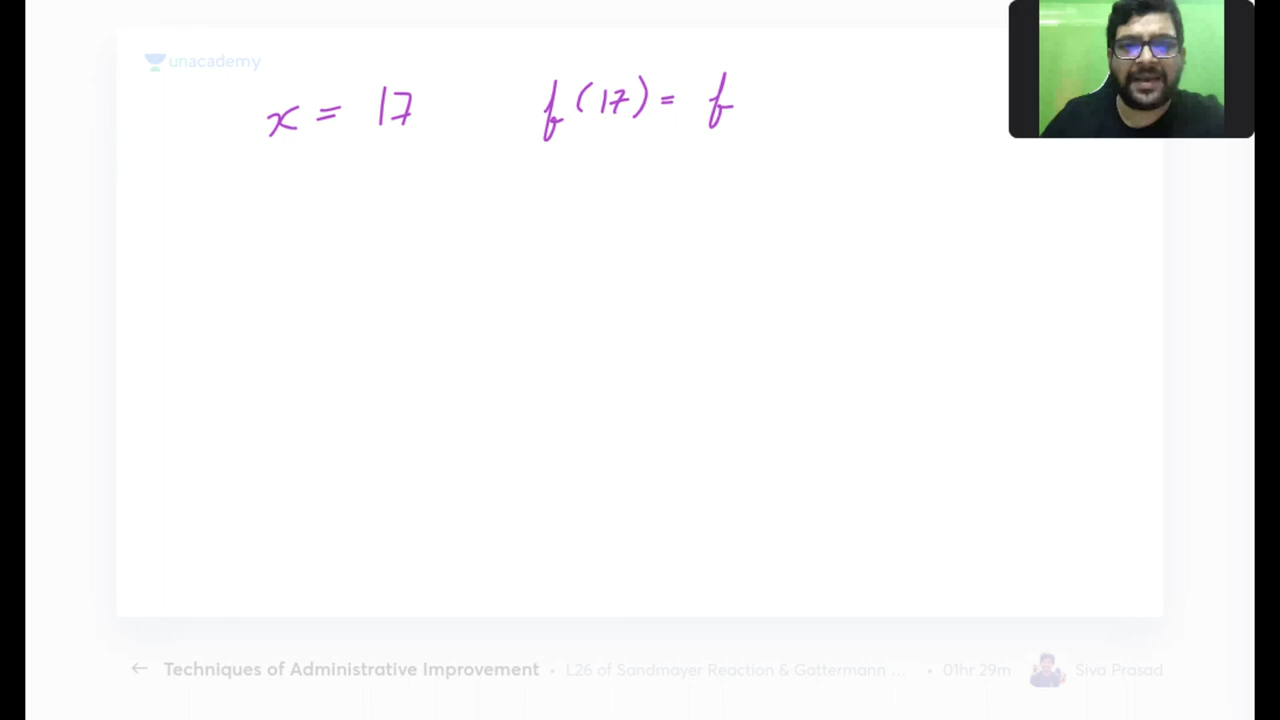 unacademy
x = 17 f(17) = f
Techniques of Administrative Improvement • L26 of Sandmayer Reaction & Gattermann ... • 01hr 29m Siva Prasad